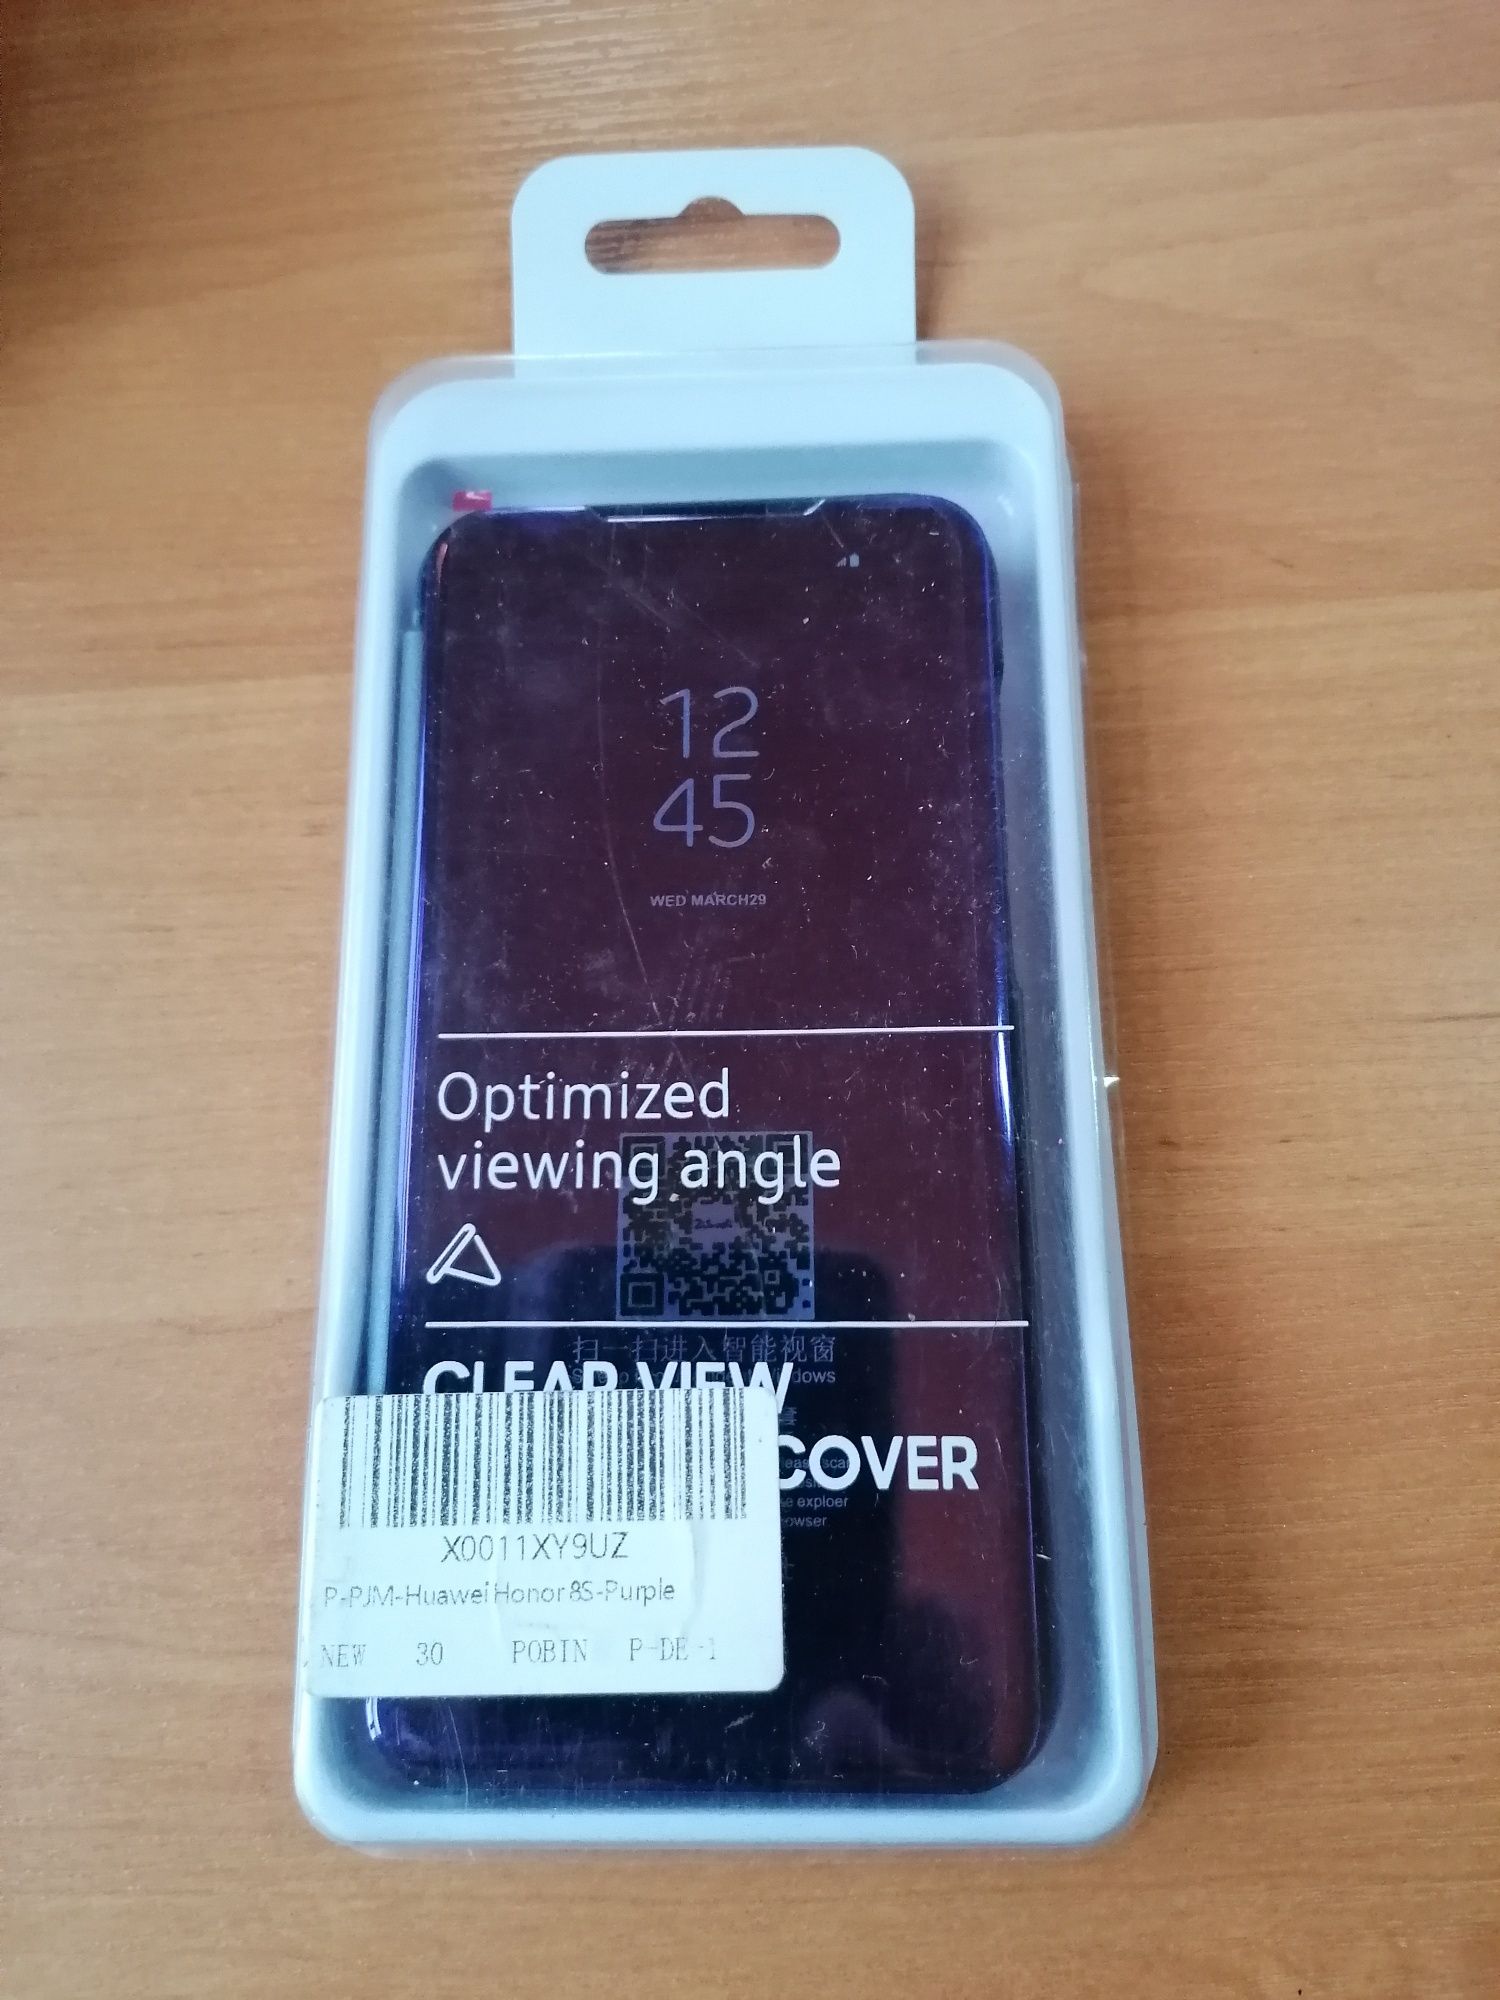 12
45
WED MARCH29
Optimized
viewing angle
扫一扫进入智能视窗
CLEAR VIEW
COVER
exploer
X0011XY9UZ
P-PJM-Huawei Honor 8S-Purple
NEW 30 POBIN P-DE-1